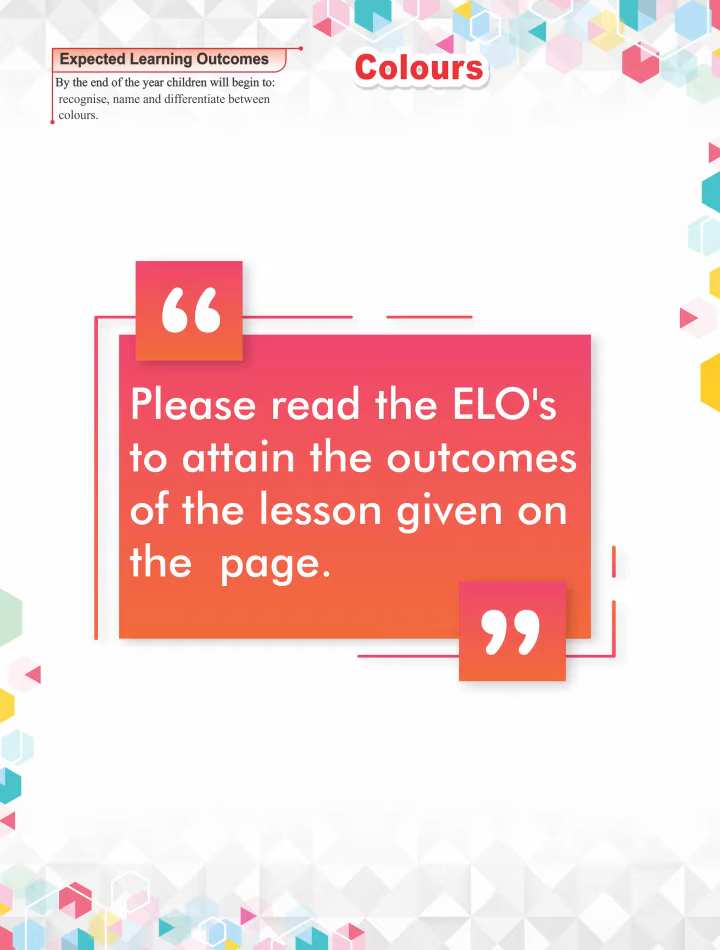 Expected Learning Outcomes
Colours
By the end of the year children will begin to:
recognise, name and differentiate between
colours.
“
Please read the ELO's
to attain the outcomes
of the lesson given on
the page.
”